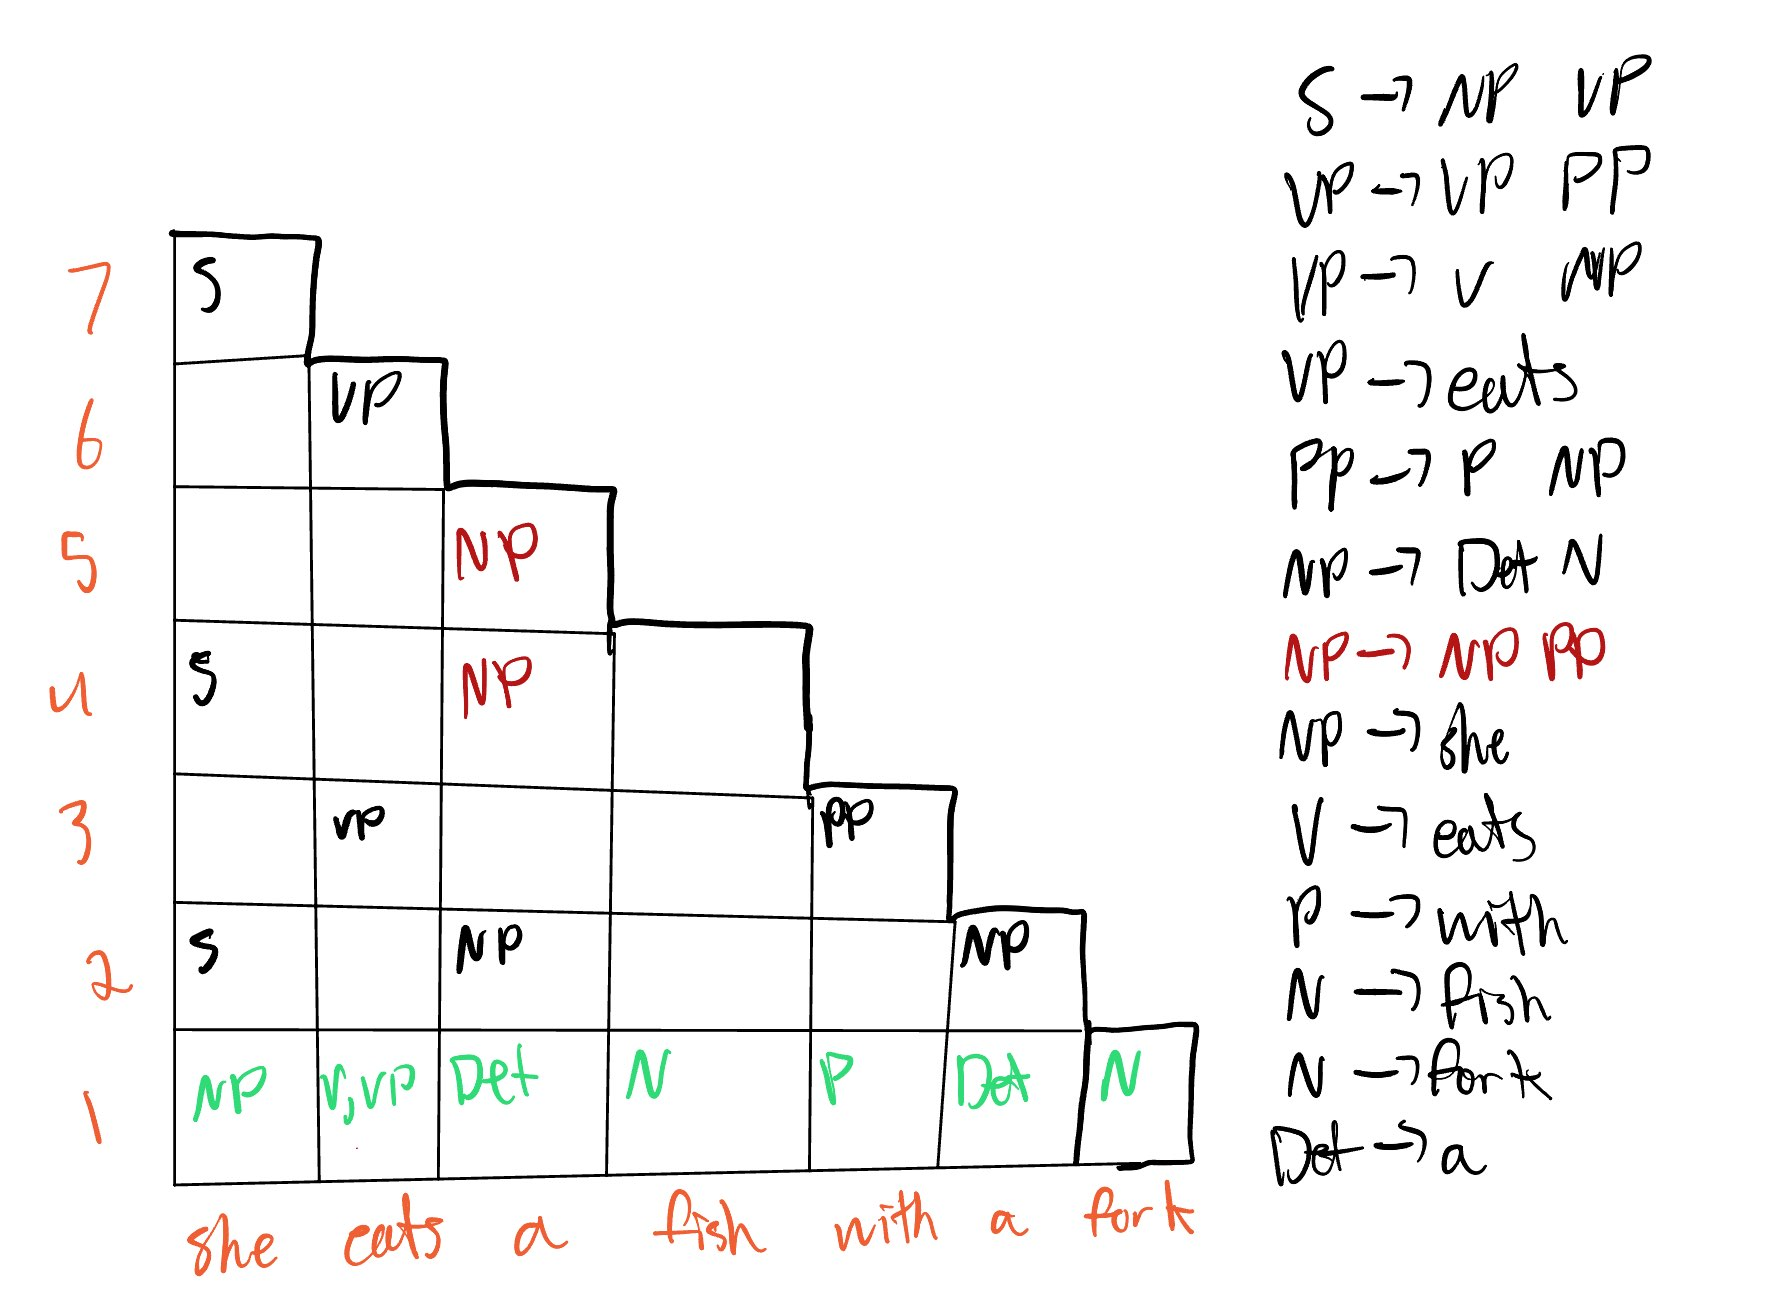 S → NP VP
VP → VP PP
VP → V NP
VP → eats
PP → P NP
NP → Det N
NP → NP PP
NP → she
V → eats
P → with
N → fish
N → fork
Det → a
7 S
6 VP
5 NP
4 S NP
3 VP PP
2 S NP NP
1 NP V,VP Det N P Det N
she eats a fish with a fork